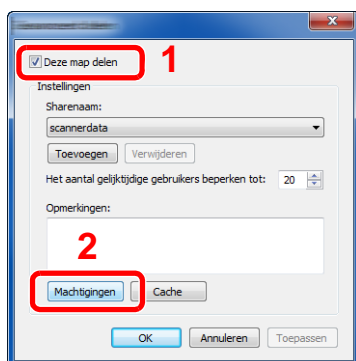 Deze map delen
1
Instellingen
Sharenaam:
scannerdata
Toevoegen Verwijderen
Het aantal gelijktijdige gebruikers beperken tot: 20
Opmerkingen:
2
Machtigingen Cache
OK Annuleren Toepassen